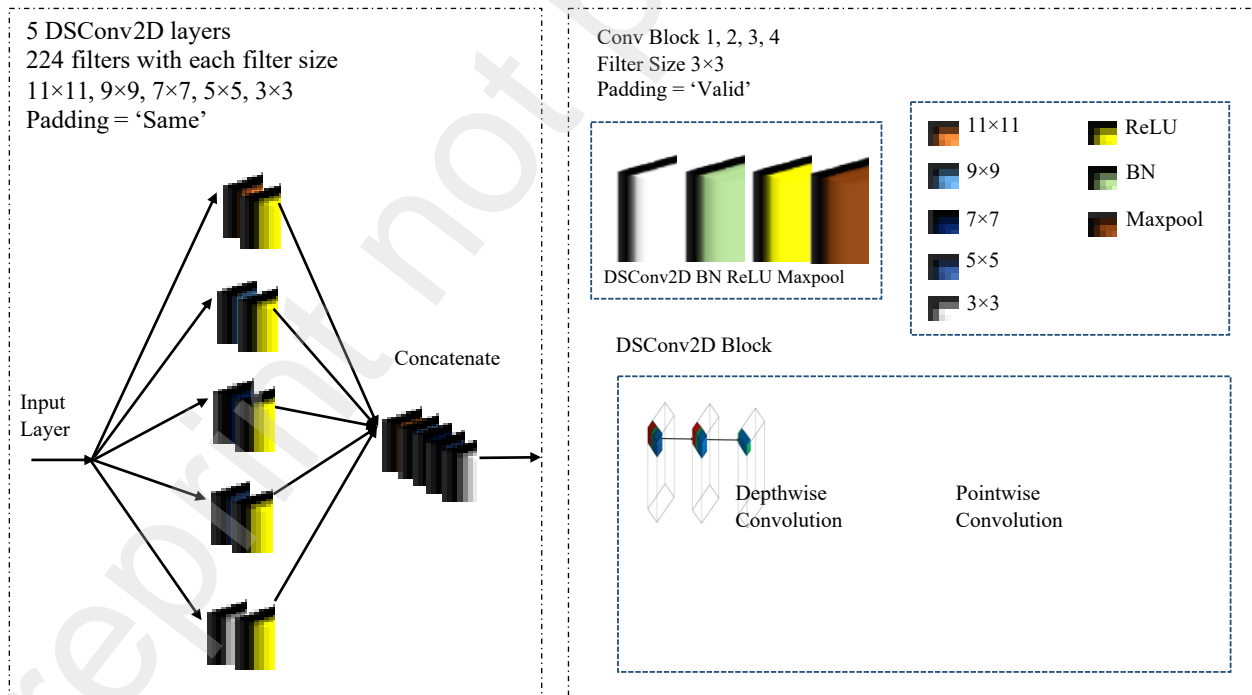 5 DSConv2D layers
224 filters with each filter size
11×11, 9×9, 7×7, 5×5, 3×3
Padding = ‘Same’
Input
Layer
Concatenate
Conv Block 1, 2, 3, 4
Filter Size 3×3
Padding = ‘Valid’
DSConv2D BN ReLU Maxpool
11×11
9×9
7×7
5×5
3×3
ReLU
BN
Maxpool
DSConv2D Block
Depthwise
Convolution
Pointwise
Convolution
reprint not p